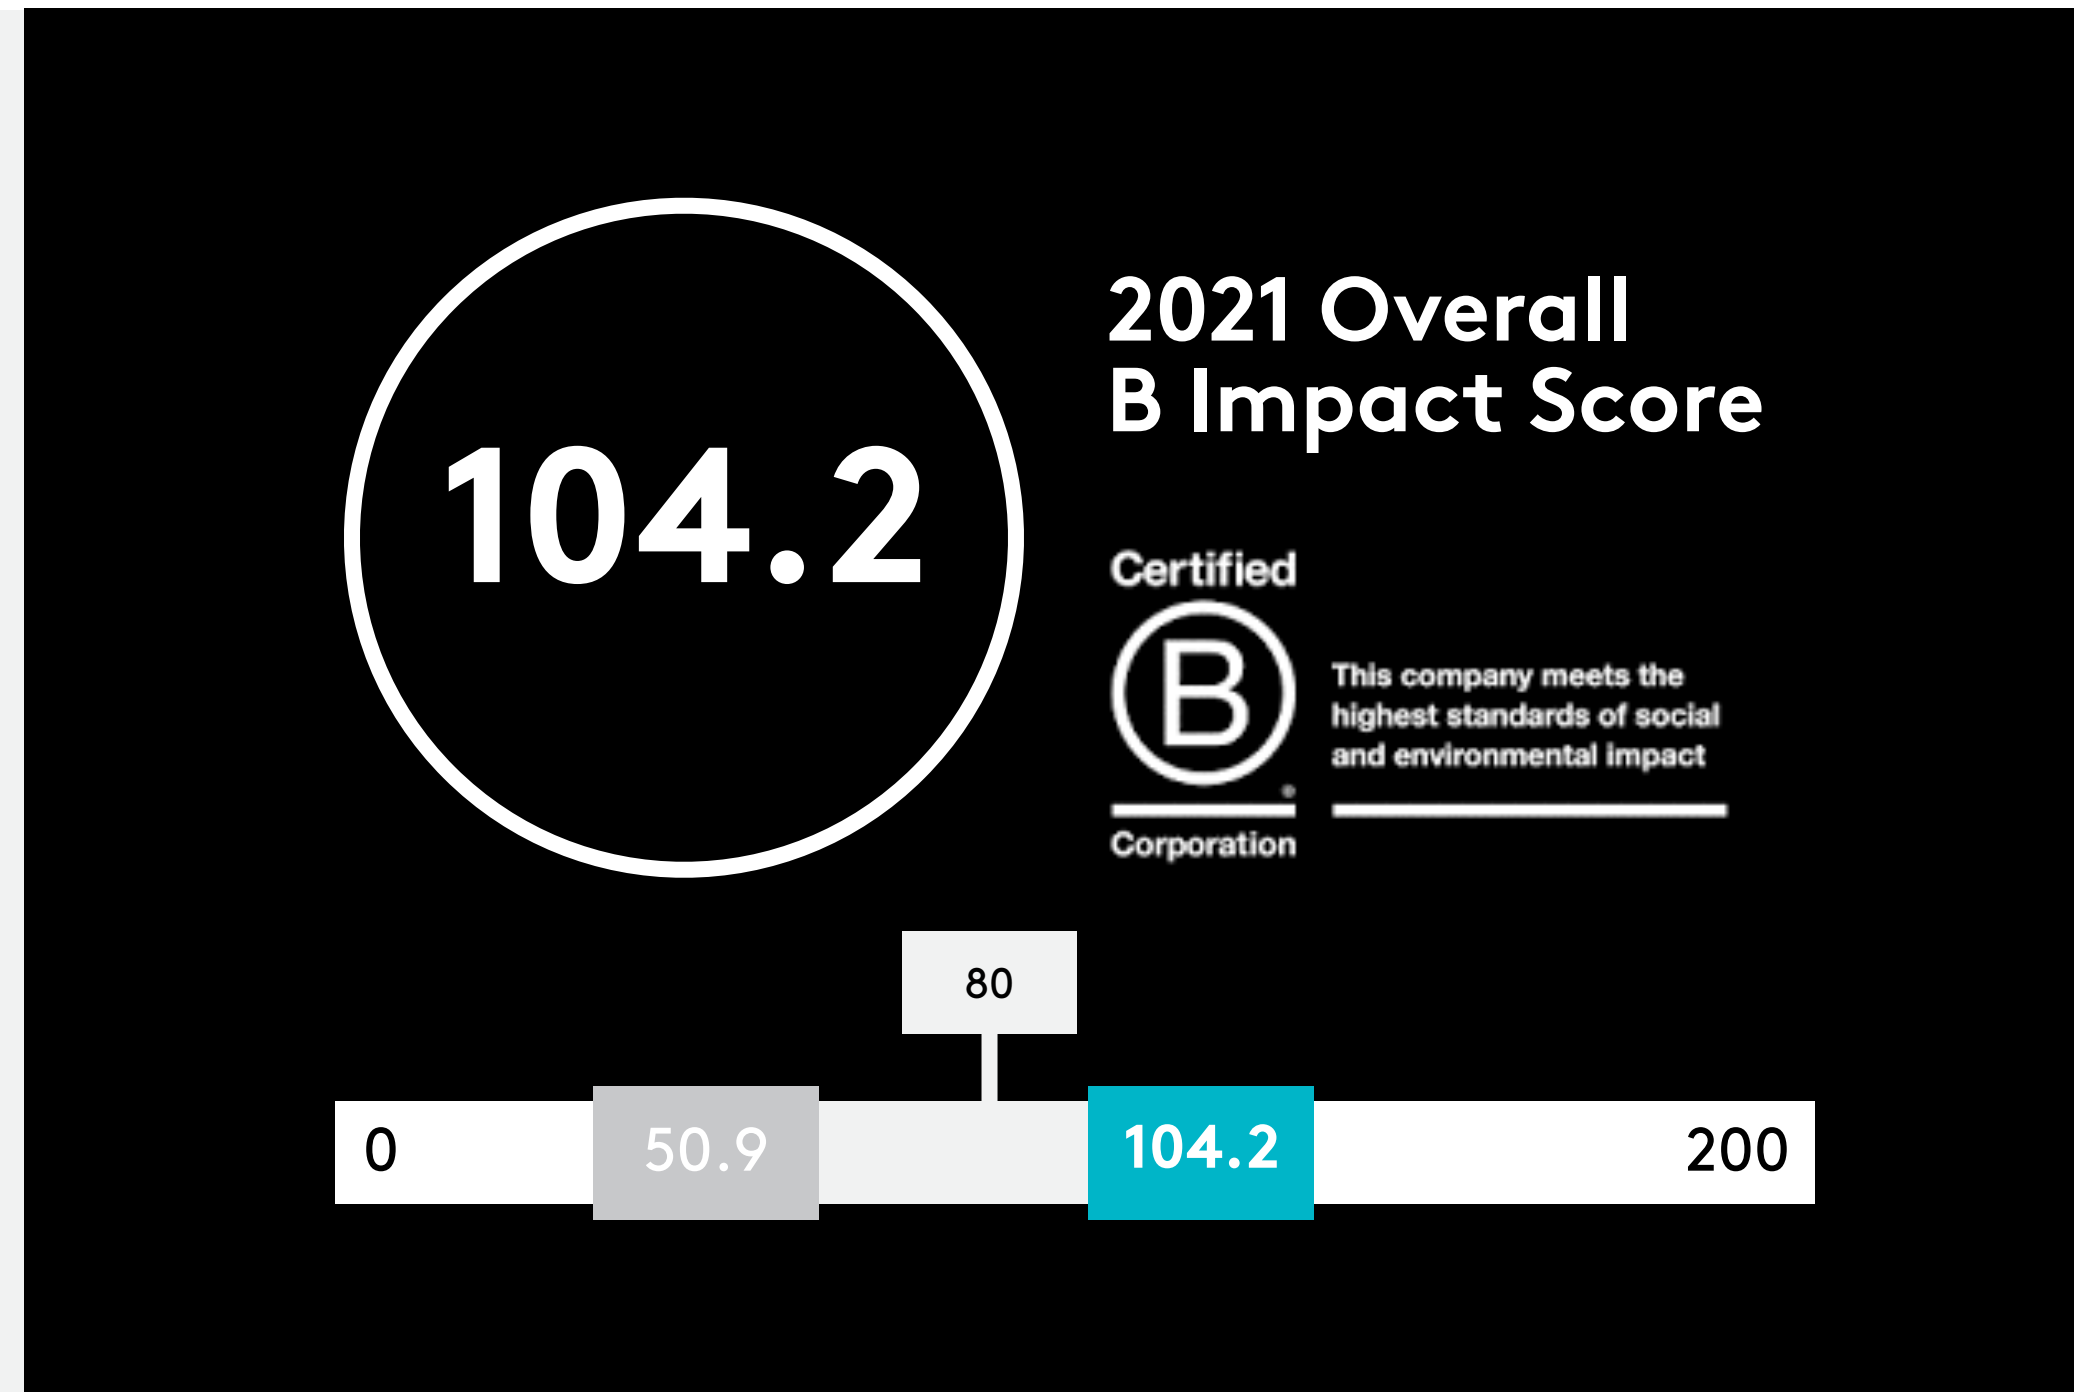 104.2
2021 Overall
B Impact Score
Certified
B
®
Corporation
This company meets the
highest standards of social
and environmental impact
80
0
50.9
104.2
200